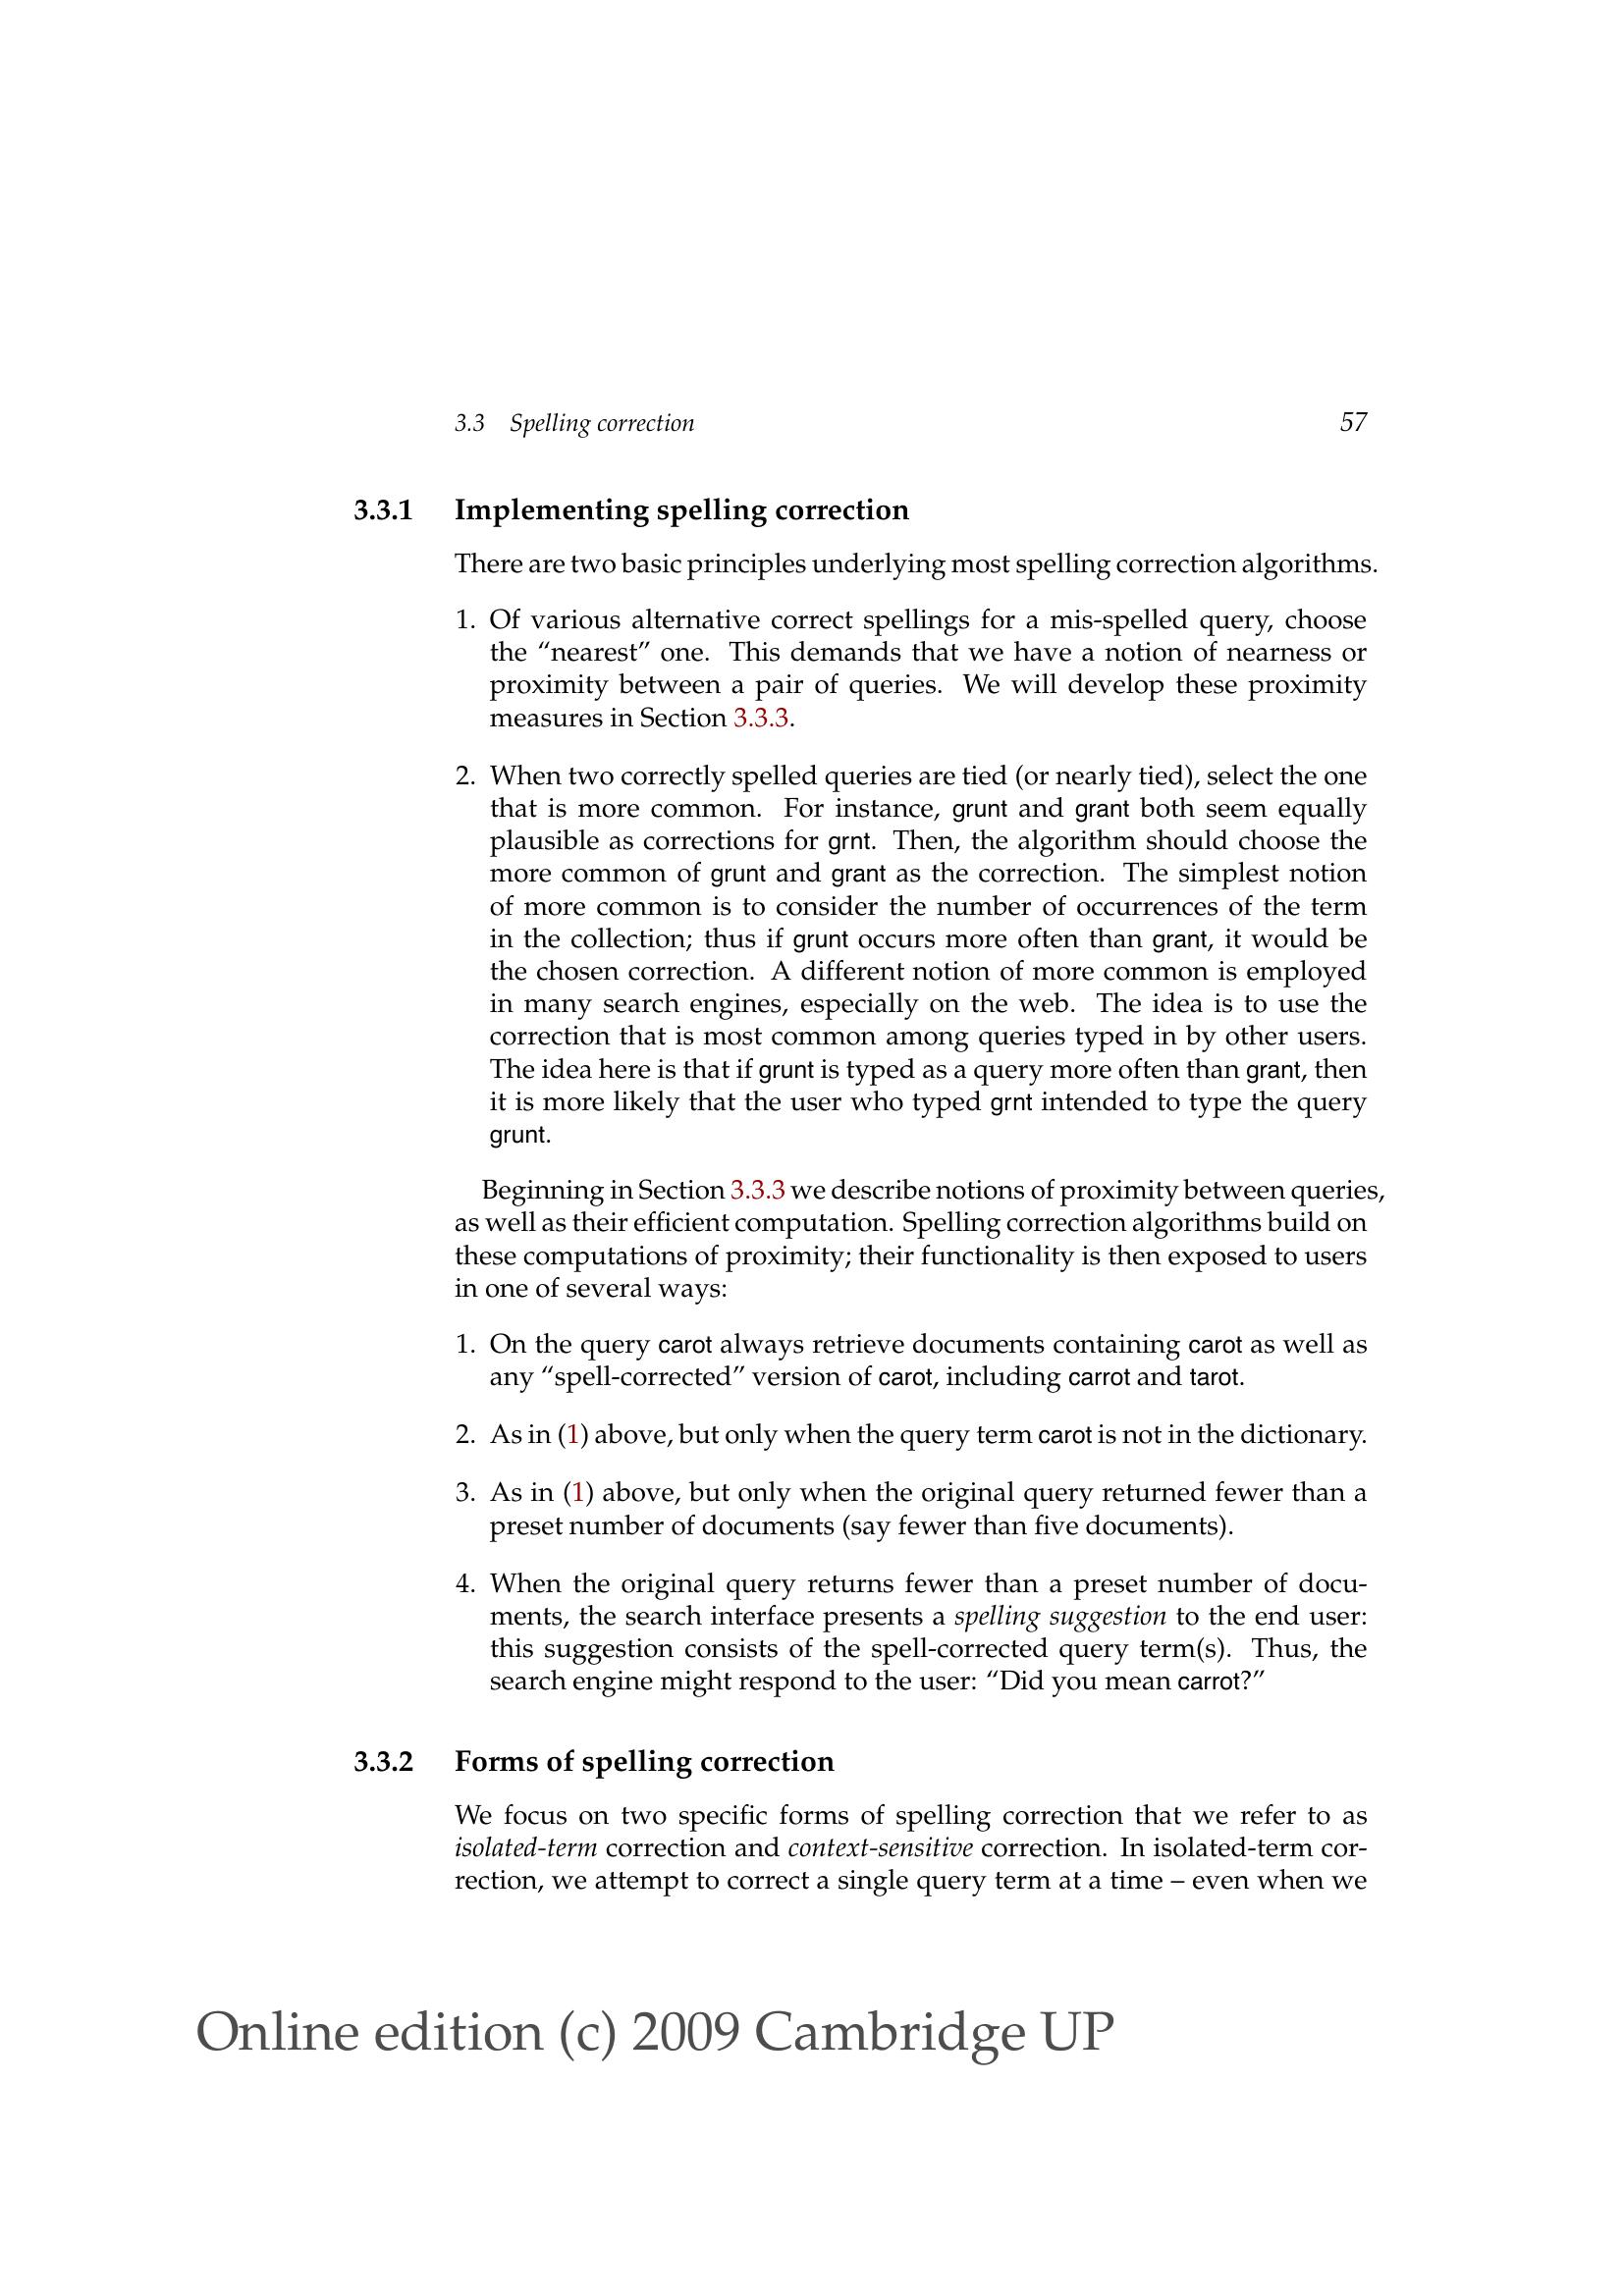 3.3 Spelling correction 57
3.3.1 Implementing spelling correction
There are two basic principles underlying most spelling correction algorithms.
1. Of various alternative correct spellings for a mis-spelled query, choose
the “nearest” one. This demands that we have a notion of nearness or
proximity between a pair of queries. We will develop these proximity
measures in Section 3.3.3.
2. When two correctly spelled queries are tied (or nearly tied), select the one
that is more common. For instance, grunt and grant both seem equally
plausible as corrections for grnt. Then, the algorithm should choose the
more common of grunt and grant as the correction. The simplest notion
of more common is to consider the number of occurrences of the term
in the collection; thus if grunt occurs more often than grant, it would be
the chosen correction. A different notion of more common is employed
in many search engines, especially on the web. The idea is to use the
correction that is most common among queries typed in by other users.
The idea here is that if grunt is typed as a query more often than grant, then
it is more likely that the user who typed grnt intended to type the query
grunt.
Beginning in Section 3.3.3 we describe notions of proximity between queries,
as well as their efficient computation. Spelling correction algorithms build on
these computations of proximity; their functionality is then exposed to users
in one of several ways:
1. On the query carot always retrieve documents containing carot as well as
any “spell-corrected” version of carot, including carrot and tarot.
2. As in (1) above, but only when the query term carot is not in the dictionary.
3. As in (1) above, but only when the original query returned fewer than a
preset number of documents (say fewer than five documents).
4. When the original query returns fewer than a preset number of docu-
ments, the search interface presents a spelling suggestion to the end user:
this suggestion consists of the spell-corrected query term(s). Thus, the
search engine might respond to the user: “Did you mean carrot?”
3.3.2 Forms of spelling correction
We focus on two specific forms of spelling correction that we refer to as
isolated-term correction and context-sensitive correction. In isolated-term cor-
rection, we attempt to correct a single query term at a time – even when we
Online edition (c) 2009 Cambridge UP